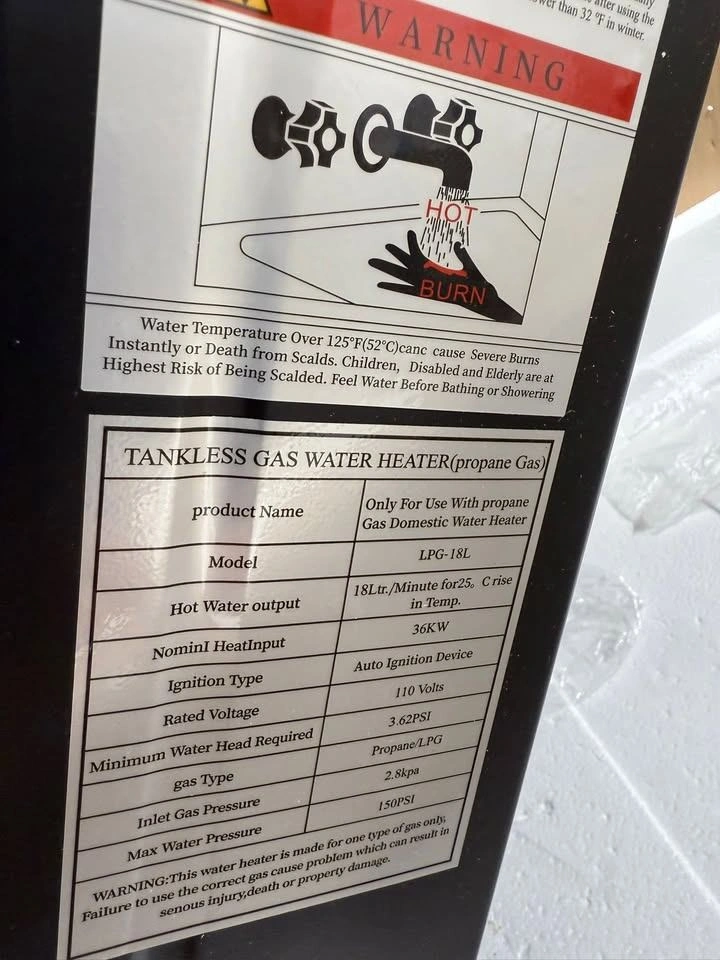 after using the
than 32 °F in winter.
WARNING
HOT
BURN
Water Temperature Over 125°F(52°C)canc cause Severe Burns
Instantly or Death from Scalds. Children, Disabled and Elderly are at
Highest Risk of Being Scalded. Feel Water Before Bathing or Showering
TANKLESS GAS WATER HEATER(propane Gas)
product Name
Only For Use With propane
Gas Domestic Water Heater
Model
LPG-18L
Hot Water output
18Ltr./Minute for25。C rise
in Temp.
NominI HeatInput
36KW
Ignition Type
Auto Ignition Device
Rated Voltage
110 Volts
Minimum Water Head Required
3.62PSI
gas Type
Propane/LPG
Inlet Gas Pressure
2.8kpa
Max Water Pressure
150PSI
WARNING:This water heater is made for one type of gas only,
Failure to use the correct gas cause problem which can result in
senous injury,death or property damage.